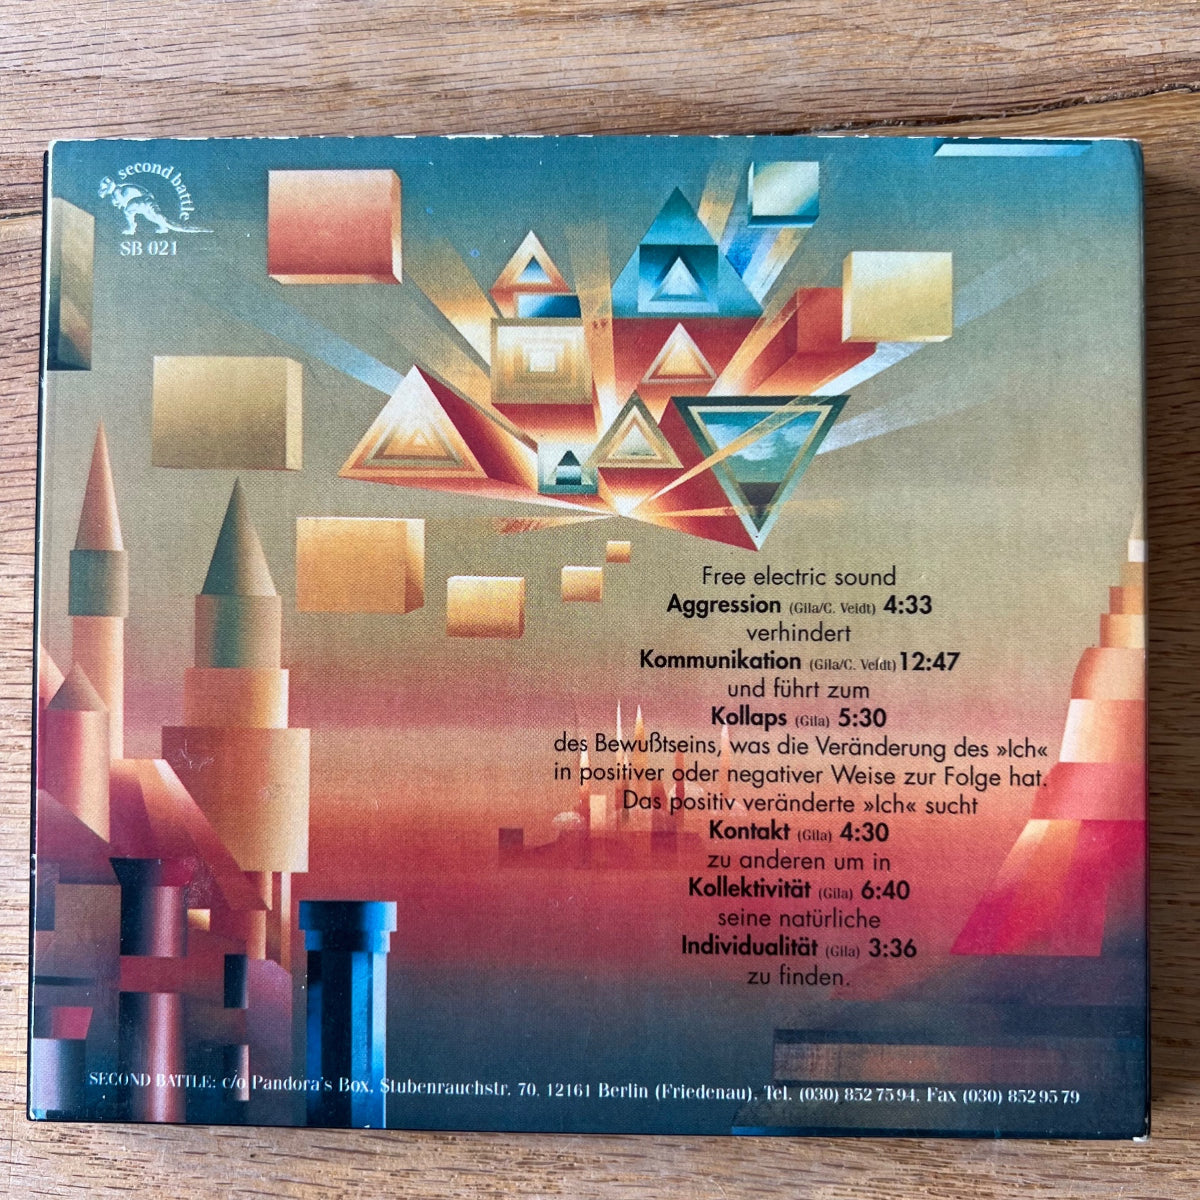 second battle
SB 021
Free electric sound
Aggression (Gila/C. Veidt) 4:33
verhindert
Kommunikation (Gila/C. Veidt) 12:47
und führt zum
Kollaps (Gila) 5:30
des Bewußtseins, was die Veränderung des »Ich«
in positiver oder negativer Weise zur Folge hat.
Das positiv veränderte »Ich« sucht
Kontakt (Gila) 4:30
zu anderen um in
Kollektivität (Gila) 6:40
seine natürliche
Individualität (Gila) 3:36
zu finden.
SECOND BATTLE: c/o Pandora's Box, Stubenrauchstr. 70, 12161 Berlin (Friedenau), Tel. (030) 852 75 94, Fax (030) 852 95 79